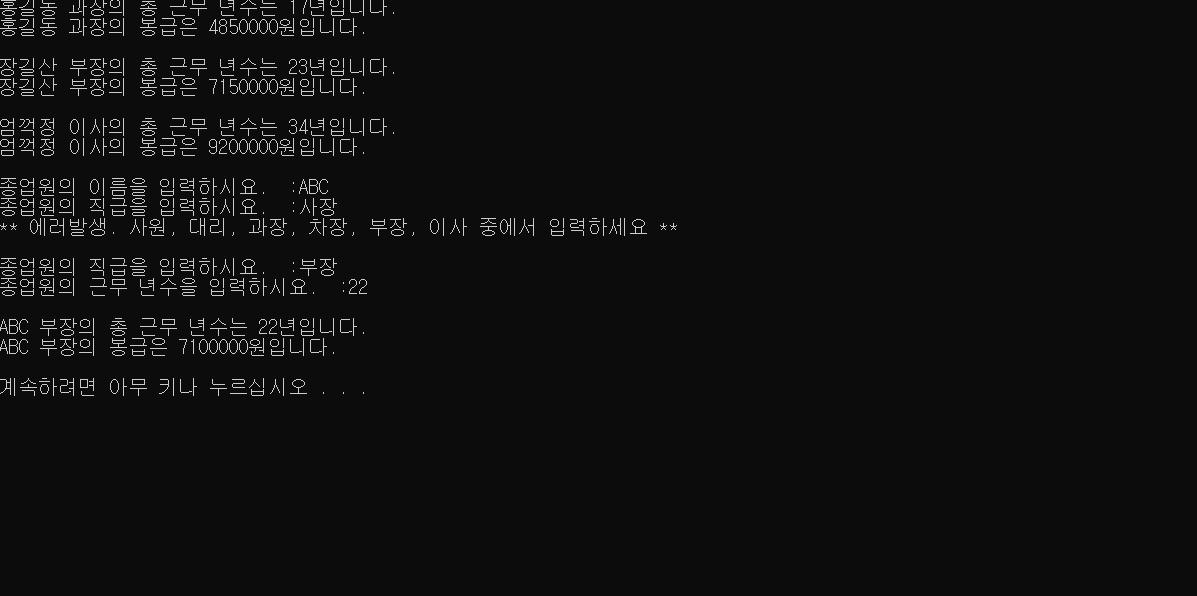 홍길동 과장의 총 근무 년수는 17년입니다.
홍길동 과장의 봉급은 4850000원입니다.
장길산 부장의 총 근무 년수는 23년입니다.
장길산 부장의 봉급은 7150000원입니다.
엄꺽정 이사의 총 근무 년수는 34년입니다.
엄꺽정 이사의 봉급은 9200000원입니다.
종업원의 이름을 입력하시요.  :ABC
종업원의 직급을 입력하시요.  :사장
** 에러발생. 사원, 대리, 과장, 차장, 부장, 이사 중에서 입력하세요 **
종업원의 직급을 입력하시요.  :부장
종업원의 근무 년수을 입력하시요.  :22
ABC 부장의 총 근무 년수는 22년입니다.
ABC 부장의 봉급은 7100000원입니다.
계속하려면 아무 키나 누르십시오 . . .